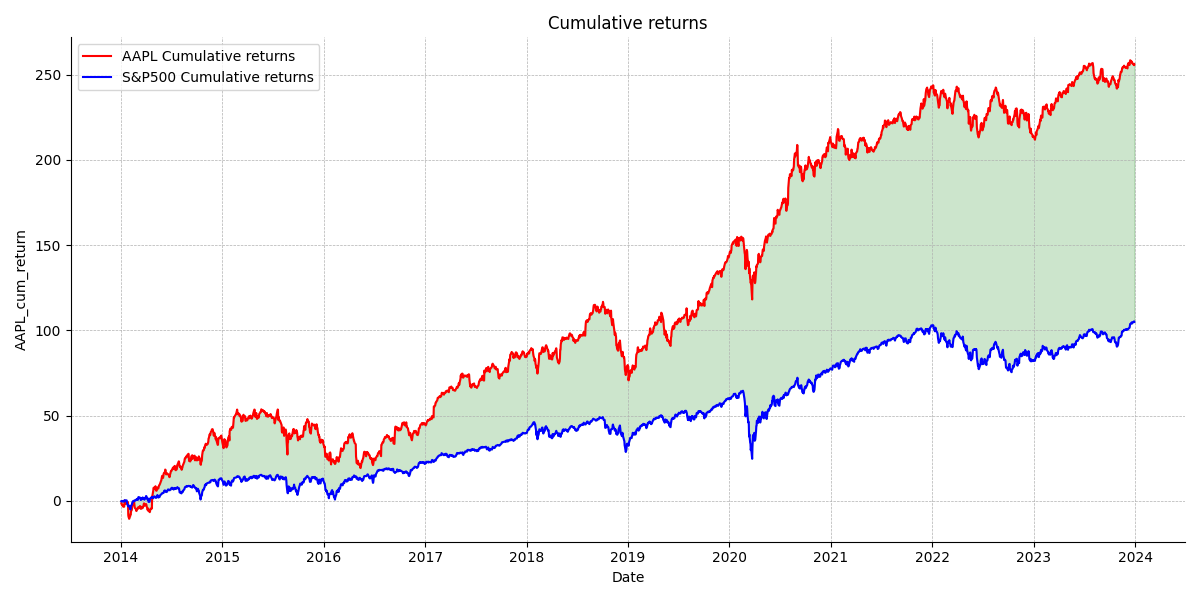 Cumulative returns
AAPL Cumulative returns
S&P500 Cumulative returns
AAPL_cum_return
250
200
150
100
50
0
2014 2015 2016 2017 2018 2019 2020 2021 2022 2023 2024
Date